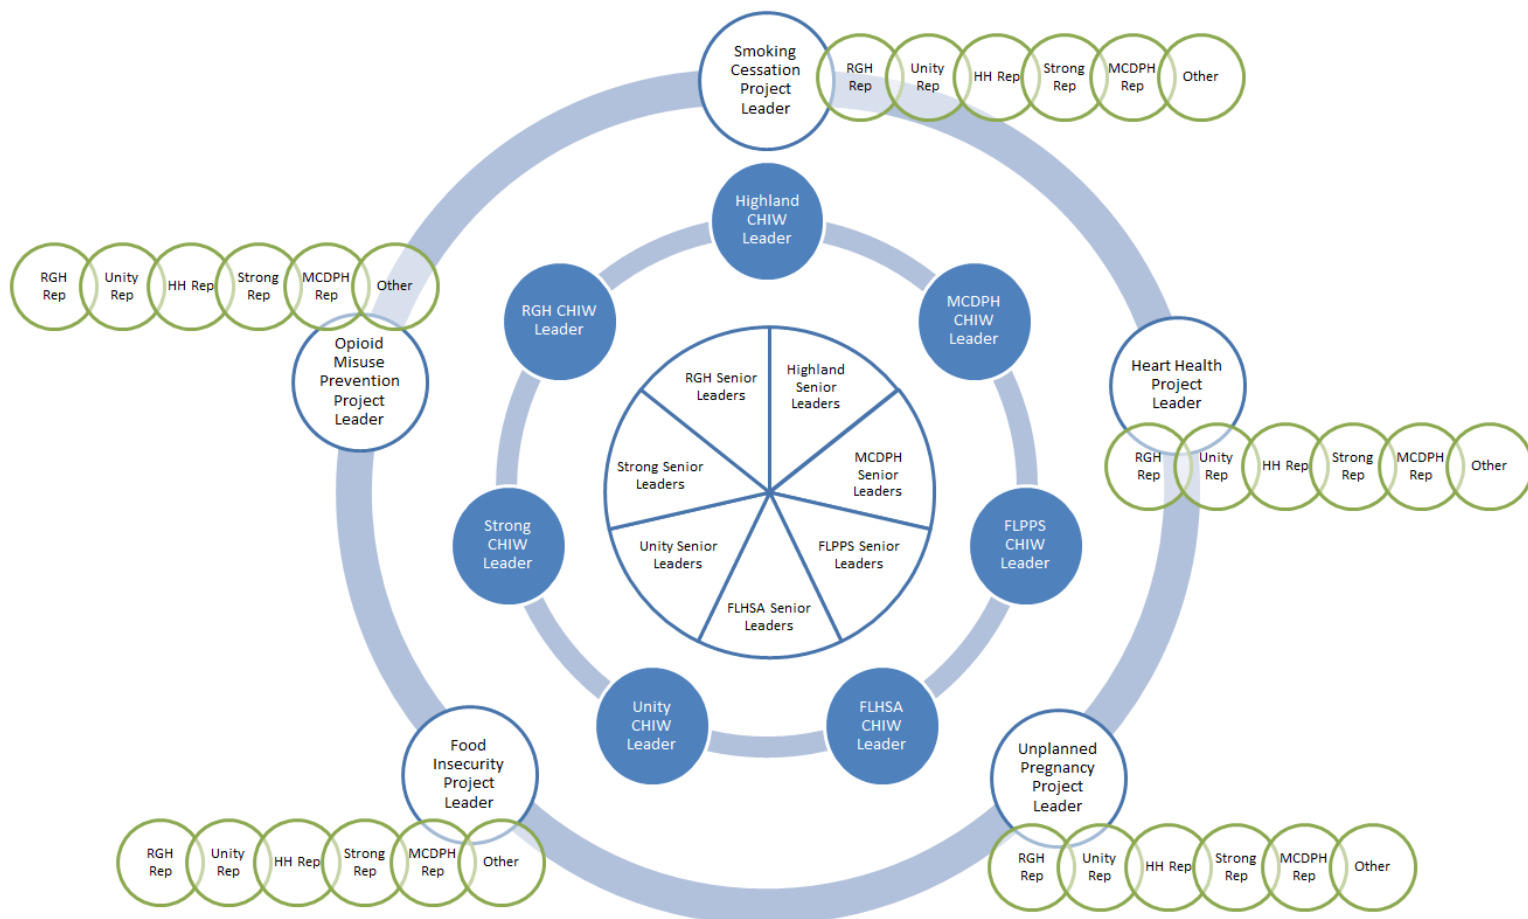 Smoking
Cessation
Project
Leader
RGH
Rep
Unity
Rep
HH Rep
Strong
Rep
MCDPH
Rep
Other
Highland
CHIW
Leader
RGH
Rep
Unity
Rep
HH Rep
Strong
Rep
MCDPH
Rep
Other
RGH CHIW
Leader
MCDPH
CHIW
Leader
Opioid
Misuse
Prevention
Project
Leader
RGH Senior
Leaders
Highland
Senior
Leaders
Heart Health
Project
Leader
Strong Senior
Leaders
MCDPH
Senior
Leaders
RGH
Rep
Unity
Rep
HH Rep
Strong
Rep
MCDPH
Rep
Other
Strong
CHIW
Leader
Unity Senior
Leaders
FLPPS Senior
Leaders
FLPPS
CHIW
Leader
FLHSA Senior
Leaders
Unity
CHIW
Leader
FLHSA
CHIW
Leader
Food
Insecurity
Project
Leader
Unplanned
Pregnancy
Project
Leader
RGH
Rep
Unity
Rep
HH Rep
Strong
Rep
MCDPH
Rep
Other
RGH
Rep
Unity
Rep
HH Rep
Strong
Rep
MCDPH
Rep
Other